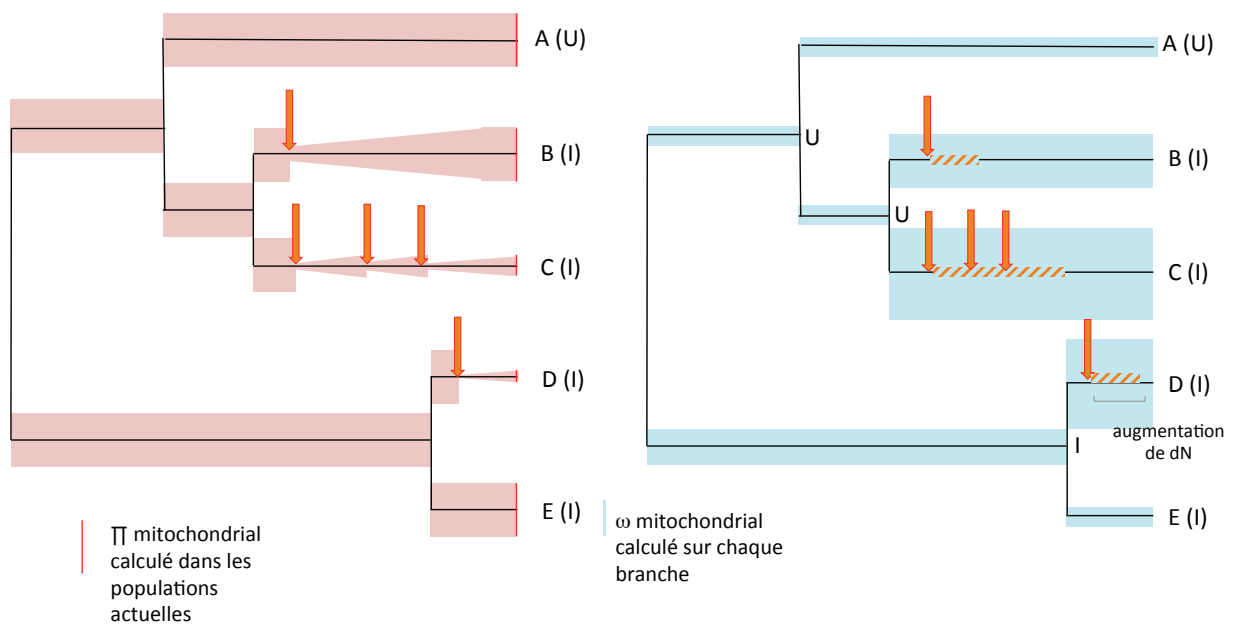 A (U)
B (I)
C (I)
D (I)
E (I)
∏ mitochondrial
calculé dans les
populations
actuelles
A (U)
U
B (I)
U
C (I)
D (I)
augmentation
de dN
I
E (I)
ω mitochondrial
calculé sur chaque
branche